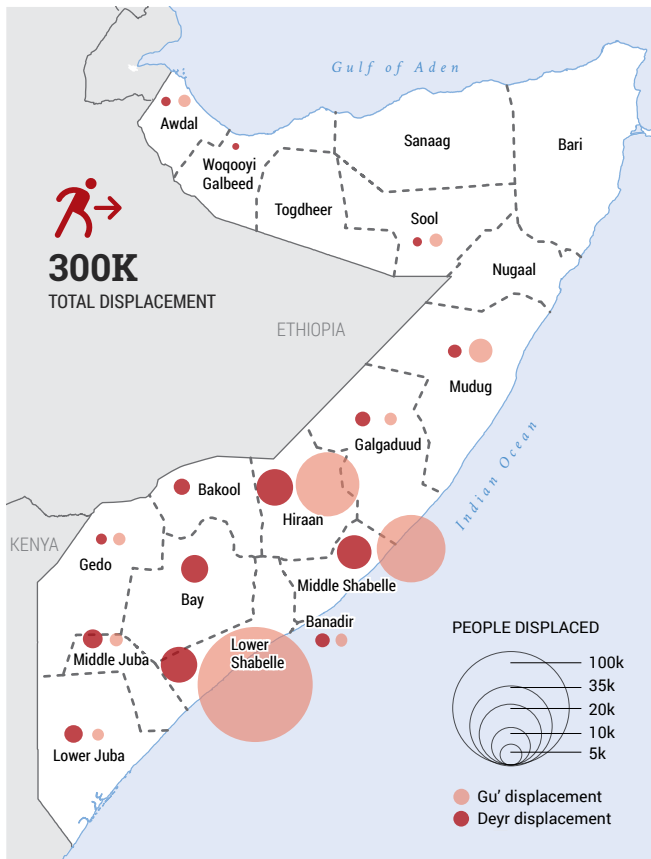 Gulf of Aden
Awdal
Sanaag
Bari
Woqooyi
Galbeed
Togdheer
Sool
300K
TOTAL DISPLACEMENT
Nugaal
ETHIOPIA
Mudug
Galgaduud
Indian Ocean
Bakool
Hiraan
KENYA
Gedo
Middle Shabelle
Bay
Banadir
Lower
Shabelle
Middle Juba
Lower Juba
PEOPLE DISPLACED
100k
35k
20k
10k
5k
Gu’ displacement
Deyr displacement